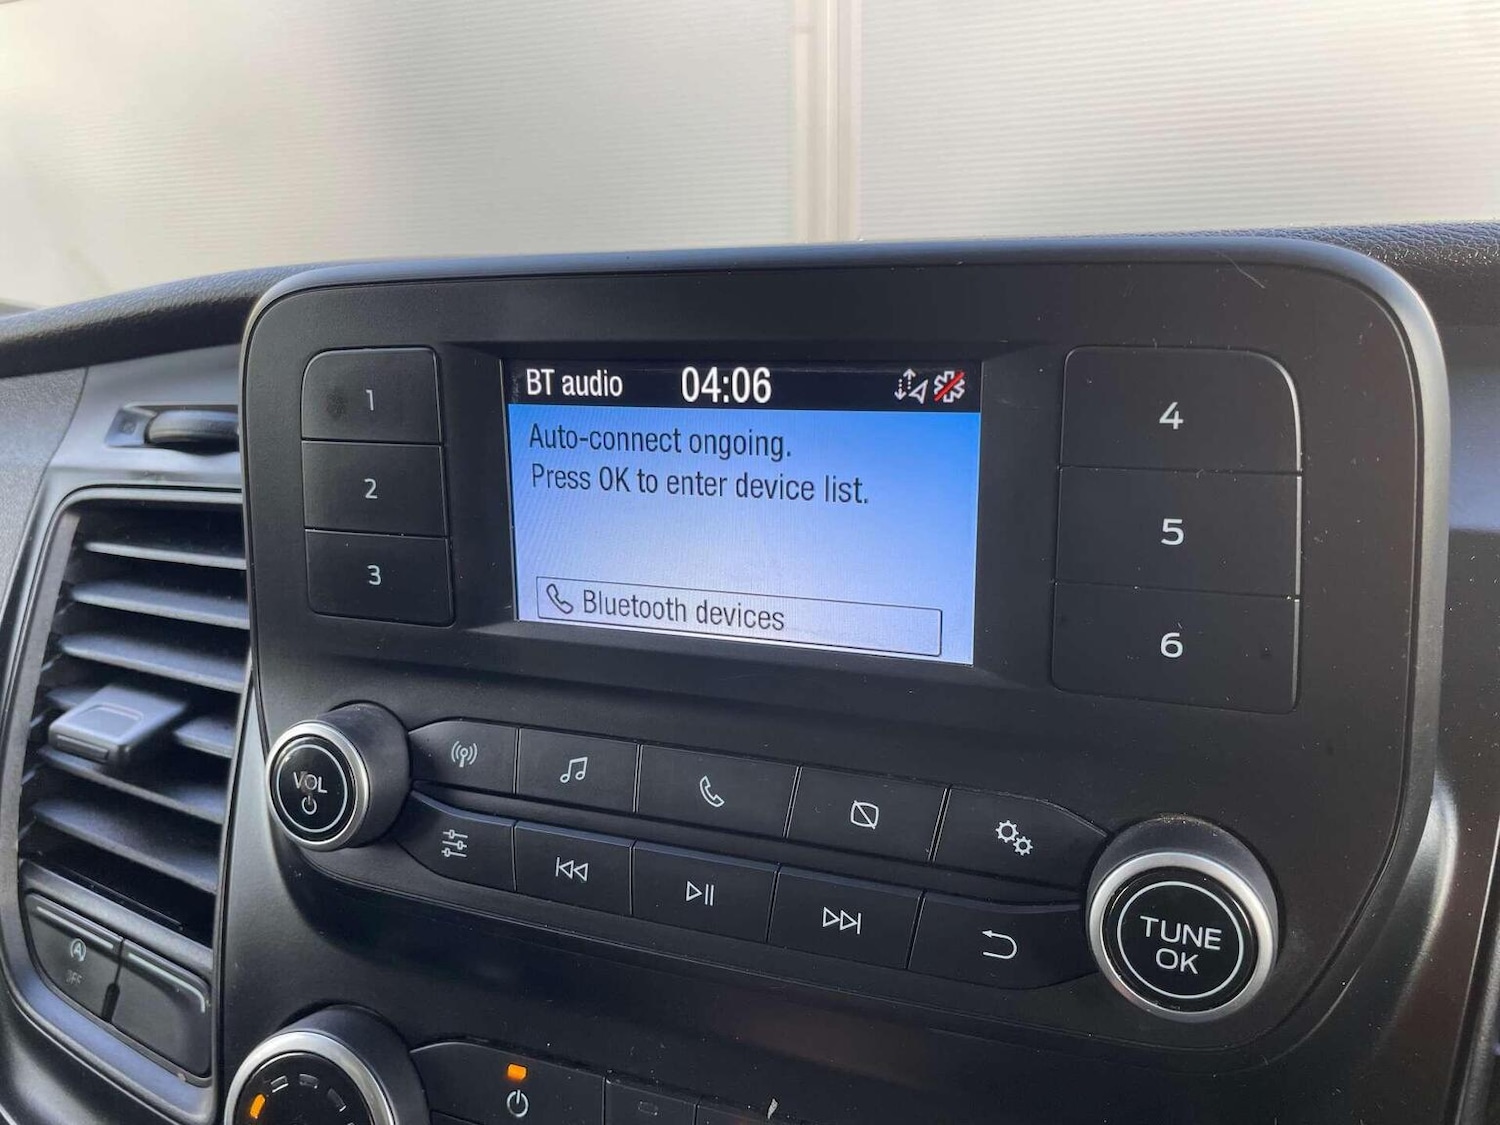 BT audio 04:06
Auto-connect ongoing.
Press OK to enter device list.
Bluetooth devices
1
2
3
4
5
6
VOL
TUNE
OK
A
OFF